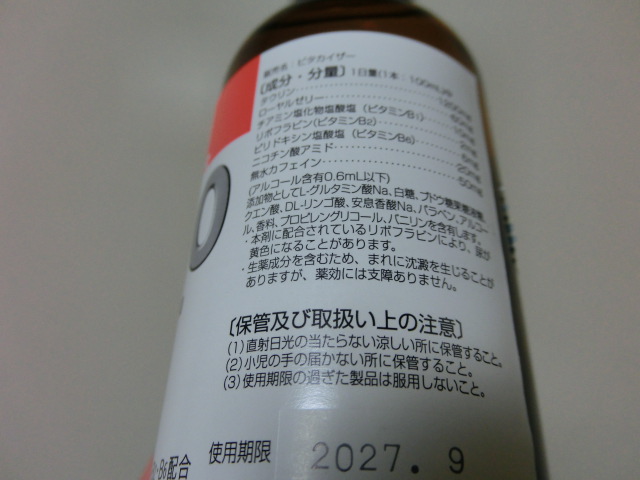 販売名 ビタカイザー
〔成分・分量〕1日量(1本:100mL)中
タウリン 1200mg
ローヤルゼリー
チアミン塩化物塩酸塩(ビタミンB1)
リボフラビン(ビタミンB2)
ピリドキシン塩酸塩(ビタミンB6)
ニコチン酸アミド 20mg
無水カフェイン 50mg
(アルコール含有0.6mL以下)
添加物としてL-グルタミン酸Na、白糖、ブドウ糖果糖液糖、
クエン酸、DL-リンゴ酸、安息香酸Na、パラベン、アルコー
ル、香料、プロピレングリコール、バニリンを含有します。
・本剤に配合されているリボフラビンにより、尿が
黄色になることがあります。
・生薬成分を含むため、まれに沈澱を生じることが
ありますが、薬効には支障ありません。
〔保管及び取扱い上の注意〕
(1)直射日光の当たらない涼しい所に保管すること。
(2)小児の手の届かない所に保管すること。
(3)使用期限の過ぎた製品は服用しないこと。
使用期限 2027. 9
B6配合